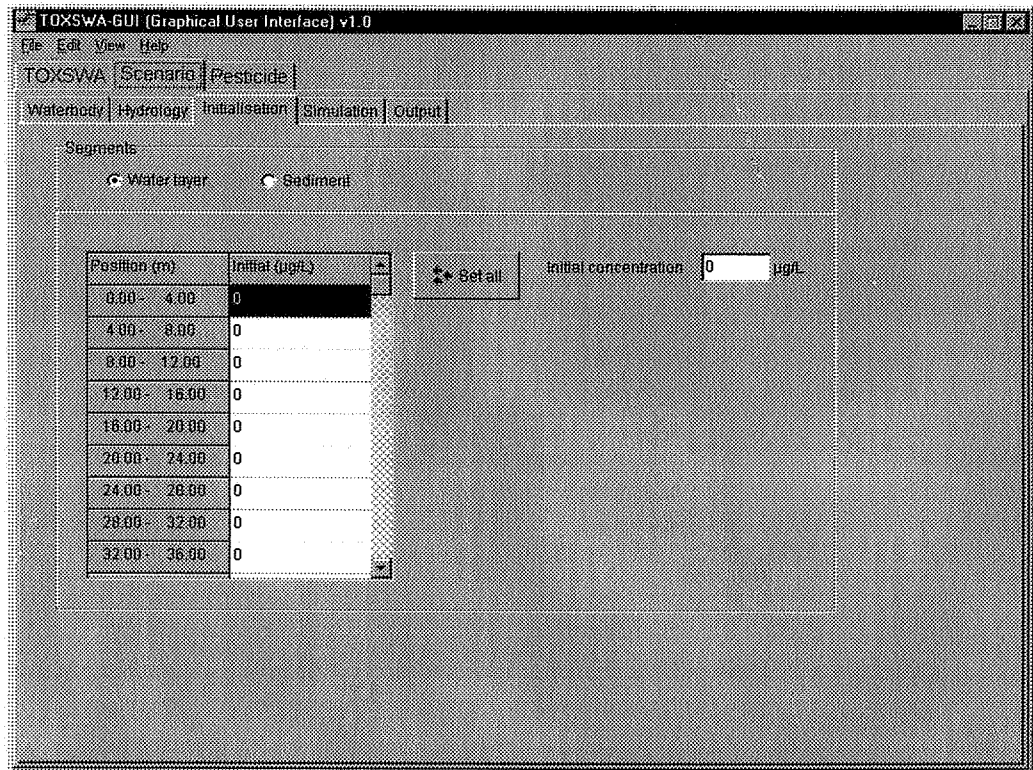 TOXSWA-GUI (Graphical User Interface) v1.0
File Edit View Help
TOXSWA Scenario Pesticide
Waterbody Hydrology Initialisation Simulation Output
Segments
Water layer Sediment
Position (m) Initial (µg/L) Set all Initial concentration 0 µg/L
0.00 - 4.00 0
4.00 - 8.00 0
8.00 - 12.00 0
12.00 - 16.00 0
16.00 - 20.00 0
20.00 - 24.00 0
24.00 - 28.00 0
28.00 - 32.00 0
32.00 - 36.00 0